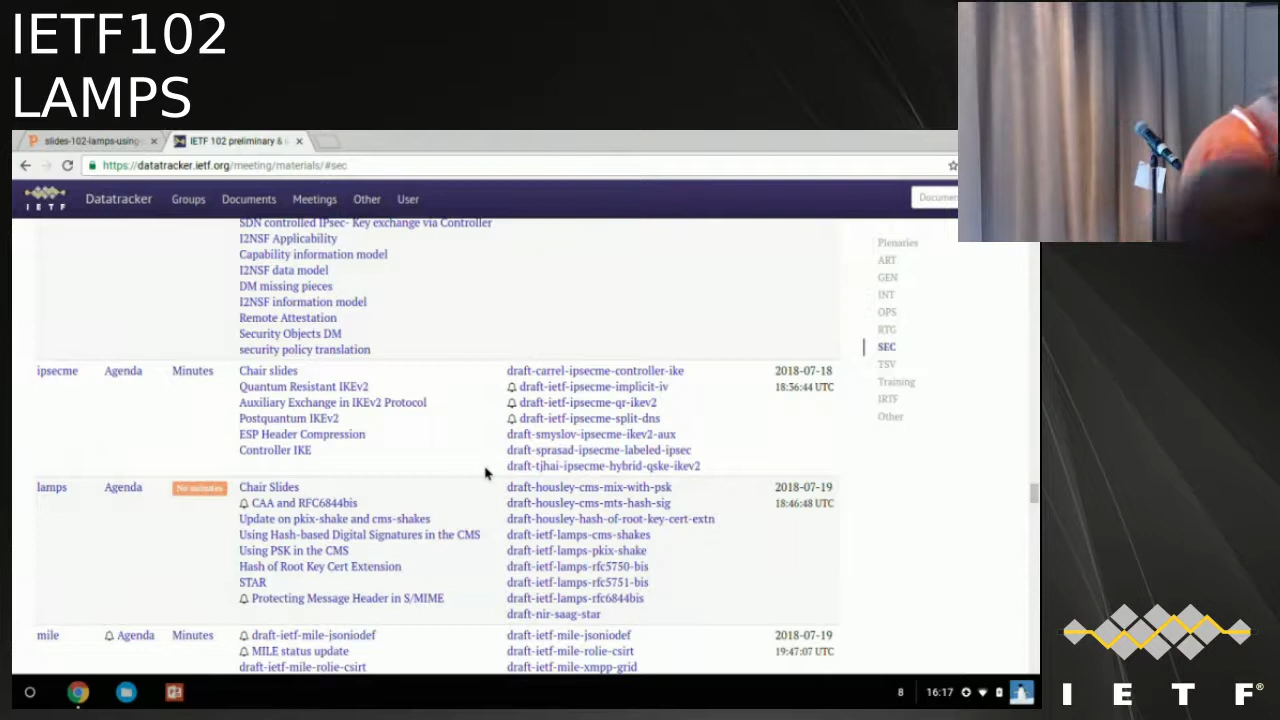 IETF102
LAMPS
slides-102-lamps-using-
IETF 102 preliminary &
https://datatracker.ietf.org/meeting/materials/#sec
IETF
Datatracker
Groups
Documents
Meetings
Other
User
Documen
SDN controlled IPsec- Key exchange via Controller
I2NSF Applicability
Capability information model
I2NSF data model
DM missing pieces
I2NSF information model
Remote Attestation
Security Objects DM
security policy translation
Plenaries
ART
GEN
INT
OPS
RTG
SEC
TSV
Training
IRTF
Other
ipsecme Agenda Minutes Chair slides draft-carrel-ipsecme-controller-ike 2018-07-18
Quantum Resistant IKEv2 draft-ietf-ipsecme-implicit-iv 18:36:44 UTC
Auxiliary Exchange in IKEv2 Protocol draft-ietf-ipsecme-qr-ikev2
Postquantum IKEv2 draft-ietf-ipsecme-split-dns
ESP Header Compression draft-smyslov-ipsecme-ikev2-aux
Controller IKE draft-sprasad-ipsecme-labeled-ipsec
draft-tjhai-ipsecme-hybrid-qske-ikev2
lamps Agenda No minutes Chair Slides draft-housley-cms-mix-with-psk 2018-07-19
CAA and RFC6844bis draft-housley-cms-mts-hash-sig 18:46:48 UTC
Update on pkix-shake and cms-shakes draft-housley-hash-of-root-key-cert-extn
Using Hash-based Digital Signatures in the CMS draft-ietf-lamps-cms-shakes
Using PSK in the CMS draft-ietf-lamps-pkix-shake
Hash of Root Key Cert Extension draft-ietf-lamps-rfc5750-bis
STAR draft-ietf-lamps-rfc5751-bis
Protecting Message Header in S/MIME draft-ietf-lamps-rfc6844bis
draft-nir-saag-star
mile Agenda Minutes draft-ietf-mile-jsoniodef draft-ietf-mile-jsoniodef 2018-07-19
MILE status update draft-ietf-mile-rolie-csirt 19:47:07 UTC
draft-ietf-mile-rolie-csirt draft-ietf-mile-xmpp-grid
8 16:17
I E T F®